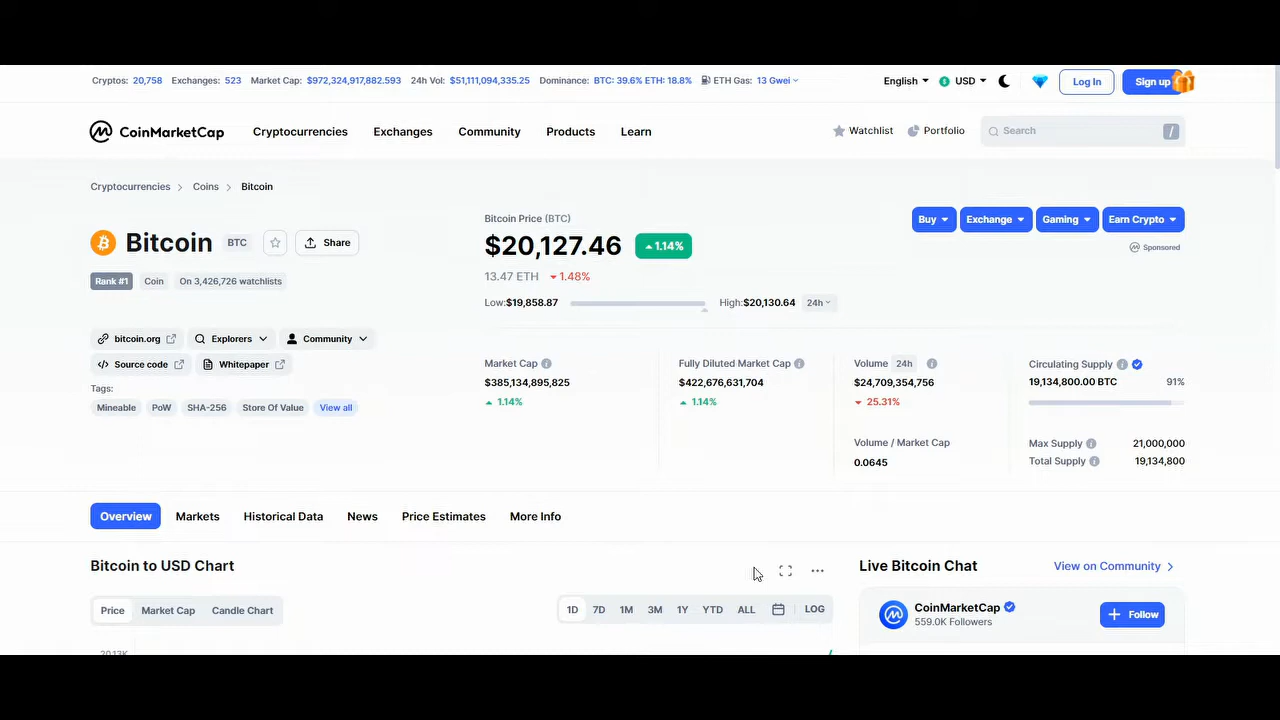 Cryptos: 20,758 Exchanges: 523 Market Cap: $972,324,917,882.593 24h Vol: $51,111,094,335.25 Dominance: BTC: 39.6% ETH: 18.8% ETH Gas: 13 Gwei English USD Log In Sign up
CoinMarketCap Cryptocurrencies Exchanges Community Products Learn Watchlist Portfolio Search /
Cryptocurrencies > Coins > Bitcoin
Bitcoin BTC Share
Rank #1 Coin On 3,426,726 watchlists
bitcoin.org Explorers Community
Source code Whitepaper
Tags:
Mineable PoW SHA-256 Store Of Value View all
Bitcoin Price (BTC)
$20,127.46 1.14%
13.47 ETH 1.48%
Low:$19,858.87 High:$20,130.64 24h
Buy Exchange Gaming Earn Crypto
Sponsored
Market Cap
$385,134,895,825
1.14%
Fully Diluted Market Cap
$422,676,631,704
1.14%
Volume 24h
$24,709,354,756
25.31%
Volume / Market Cap
0.0645
Circulating Supply
19,134,800.00 BTC 91%
Max Supply 21,000,000
Total Supply 19,134,800
Overview Markets Historical Data News Price Estimates More Info
Bitcoin to USD Chart
Price Market Cap Candle Chart 1D 7D 1M 3M 1Y YTD ALL LOG
Live Bitcoin Chat View on Community >
CoinMarketCap
559.0K Followers
+ Follow